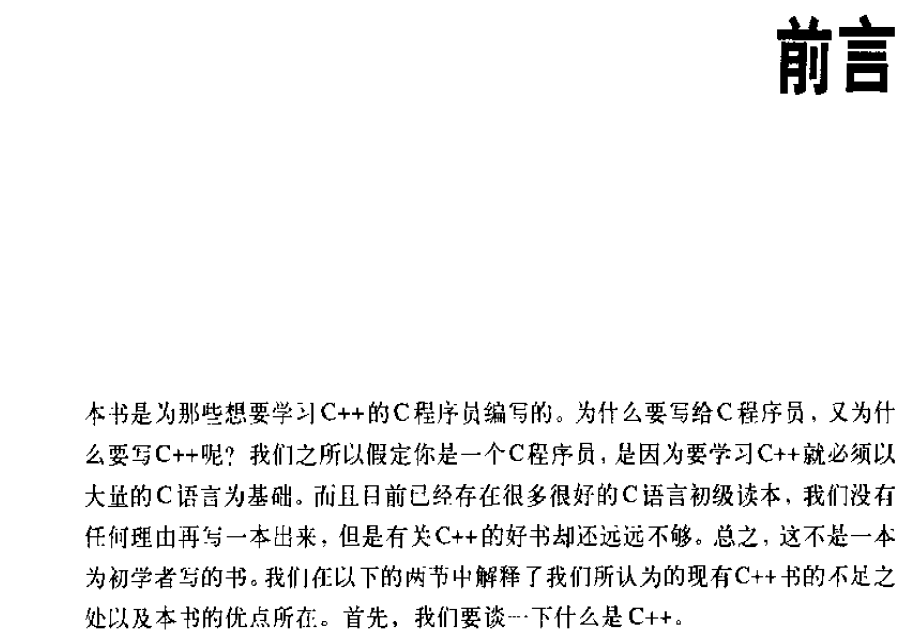 前言
本书是为那些想要学习C++的C程序员编写的。为什么要写给C程序员，又为什
么要写C++呢？我们之所以假定你是一个C程序员，是因为要学习C++就必须以
大量的C语言为基础。而且目前已经存在很多很好的C语言初级读本，我们没有
任何理由再写一本出来，但是有关C++的好书却还远远不够。总之，这不是一本
为初学者写的书。我们在以下的两节中解释了我们所认为的现有C++书的不足之
处以及本书的优点所在。首先，我们要谈一下什么是C++。